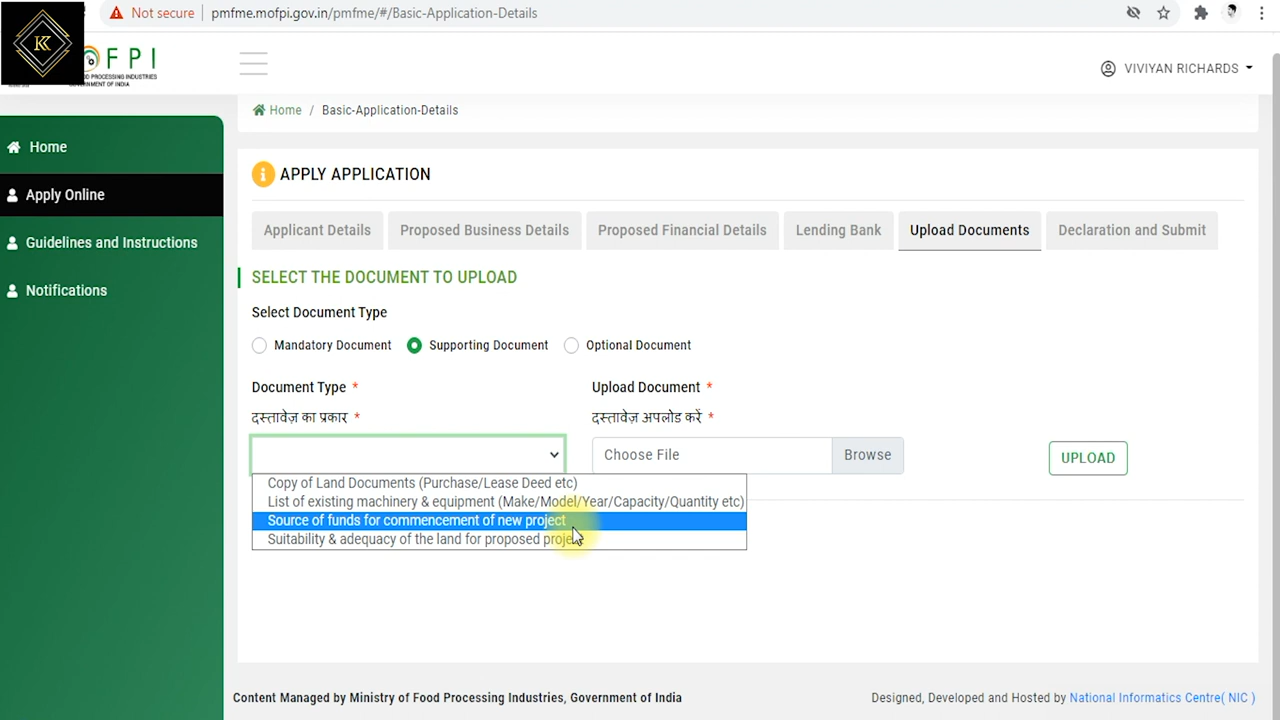 Not secure pmfme.mofpi.gov.in/pmfme/#/Basic-Application-Details
K
F P I
D PROCESSING INDUSTRIES
GOVERNMENT OF INDIA
VIVIYAN RICHARDS
Home / Basic-Application-Details
Home
Apply Online
Guidelines and Instructions
Notifications
APPLY APPLICATION
Applicant Details Proposed Business Details Proposed Financial Details Lending Bank Upload Documents Declaration and Submit
SELECT THE DOCUMENT TO UPLOAD
Select Document Type
Mandatory Document Supporting Document Optional Document
Document Type * Upload Document *
दस्तावेज़ का प्रकार * दस्तावेज़ अपलोड करें *
Choose File Browse UPLOAD
Copy of Land Documents (Purchase/Lease Deed etc)
List of existing machinery & equipment (Make/Model/Year/Capacity/Quantity etc)
Source of funds for commencement of new project
Suitability & adequacy of the land for proposed proje
Content Managed by Ministry of Food Processing Industries, Government of India
Designed, Developed and Hosted by National Informatics Centre( NIC )